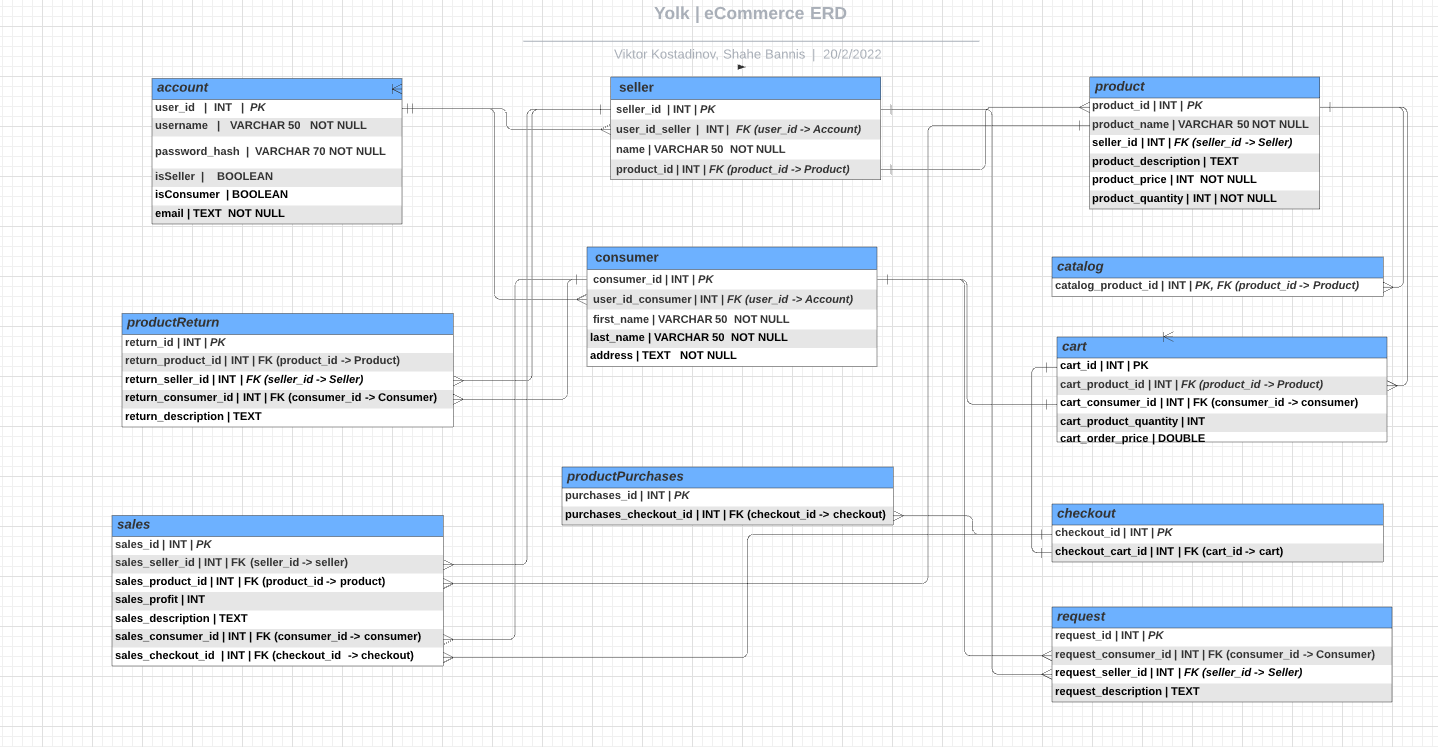 Yolk | eCommerce ERD
Viktor Kostadinov, Shahe Bannis | 20/2/2022
account
user_id | INT | PK
username | VARCHAR 50 NOT NULL
password_hash | VARCHAR 70 NOT NULL
isSeller | BOOLEAN
isConsumer | BOOLEAN
email | TEXT NOT NULL
seller
seller_id | INT | PK
user_id_seller | INT | FK (user_id -> Account)
name | VARCHAR 50 NOT NULL
product_id | INT | FK (product_id -> Product)
product
product_id | INT | PK
product_name | VARCHAR 50 NOT NULL
seller_id | INT | FK (seller_id -> Seller)
product_description | TEXT
product_price | INT NOT NULL
product_quantity | INT | NOT NULL
consumer
consumer_id | INT | PK
user_id_consumer | INT | FK (user_id -> Account)
first_name | VARCHAR 50 NOT NULL
last_name | VARCHAR 50 NOT NULL
address | TEXT NOT NULL
catalog
catalog_product_id | INT | PK, FK (product_id -> Product)
productReturn
return_id | INT | PK
return_product_id | INT | FK (product_id -> Product)
return_seller_id | INT | FK (seller_id -> Seller)
return_consumer_id | INT | FK (consumer_id -> Consumer)
return_description | TEXT
cart
cart_id | INT | PK
cart_product_id | INT | FK (product_id -> Product)
cart_consumer_id | INT | FK (consumer_id -> consumer)
cart_product_quantity | INT
cart_order_price | DOUBLE
productPurchases
purchases_id | INT | PK
purchases_checkout_id | INT | FK (checkout_id -> checkout)
checkout
checkout_id | INT | PK
checkout_cart_id | INT | FK (cart_id -> cart)
sales
sales_id | INT | PK
sales_seller_id | INT | FK (seller_id -> seller)
sales_product_id | INT | FK (product_id -> product)
sales_profit | INT
sales_description | TEXT
sales_consumer_id | INT | FK (consumer_id -> consumer)
sales_checkout_id | INT | FK (checkout_id -> checkout)
request
request_id | INT | PK
request_consumer_id | INT | FK (consumer_id -> Consumer)
request_seller_id | INT | FK (seller_id -> Seller)
request_description | TEXT